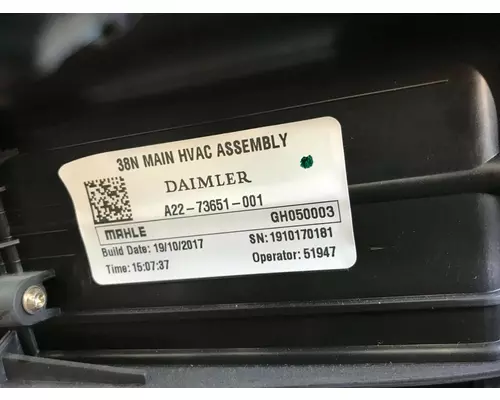 38N MAIN HVAC ASSEMBLY
DAIMLER
A22-73651-001
MAHLE GH050003
Build Date: 19/10/2017 SN: 1910170181
Time: 15:07:37 Operator: 51947